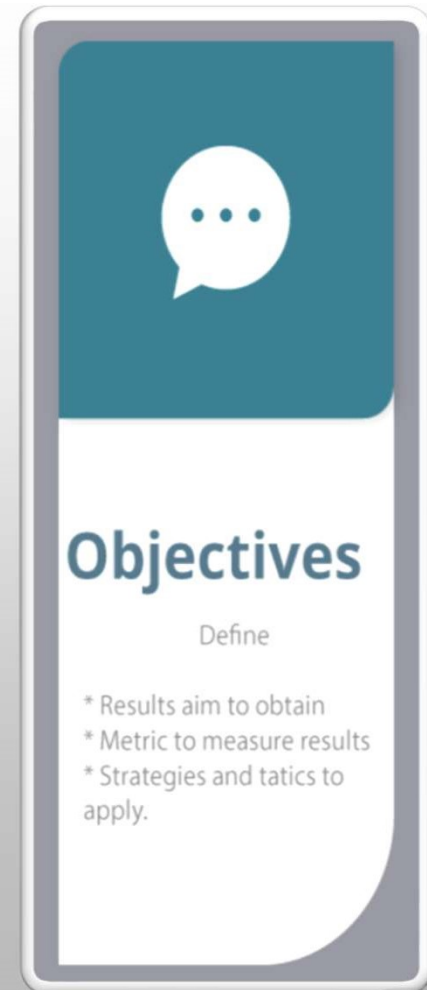 Objectives
Define
* Results aim to obtain
* Metric to measure results
* Strategies and tatics to
apply.